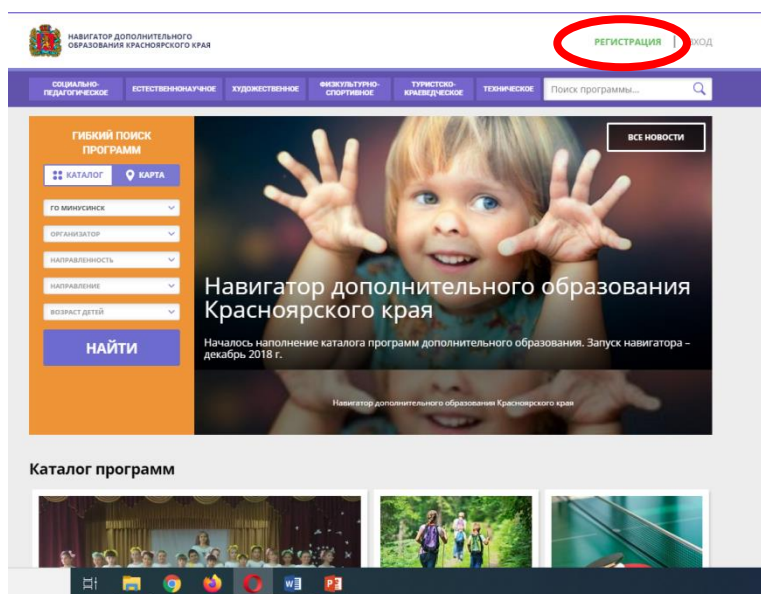 НАВИГАТОР ДОПОЛНИТЕЛЬНОГО
ОБРАЗОВАНИЯ КРАСНОЯРСКОГО КРАЯ
РЕГИСТРАЦИЯ | ВХОД
СОЦИАЛЬНО-
ПЕДАГОГИЧЕСКОЕ
ЕСТЕСТВЕННОНАУЧНОЕ
ХУДОЖЕСТВЕННОЕ
ФИЗКУЛЬТУРНО-
СПОРТИВНОЕ
ТУРИСТСКО-
КРАЕВЕДЧЕСКОЕ
ТЕХНИЧЕСКОЕ
Поиск программы...
ГИБКИЙ ПОИСК
ПРОГРАММ
КАТАЛОГ
КАРТА
ГО МИНУСИНСК
ОРГАНИЗАТОР
НАПРАВЛЕННОСТЬ
НАПРАВЛЕНИЕ
ВОЗРАСТ ДЕТЕЙ
НАЙТИ
ВСЕ НОВОСТИ
Навигатор дополнительного образования
Красноярского края
Началось наполнение каталога программ дополнительного образования. Запуск навигатора –
декабрь 2018 г.
Навигатор дополнительного образования Красноярского края
Каталог программ